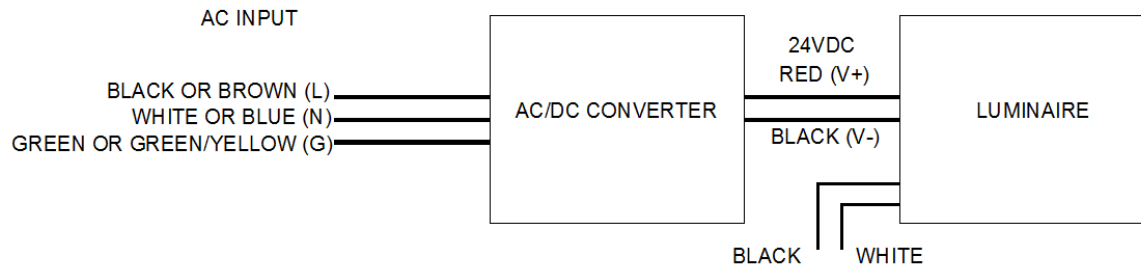 AC INPUT
BLACK OR BROWN (L)
WHITE OR BLUE (N)
GREEN OR GREEN/YELLOW (G)
AC/DC CONVERTER
24VDC
RED (V+)
BLACK (V-)
LUMINAIRE
BLACK
WHITE